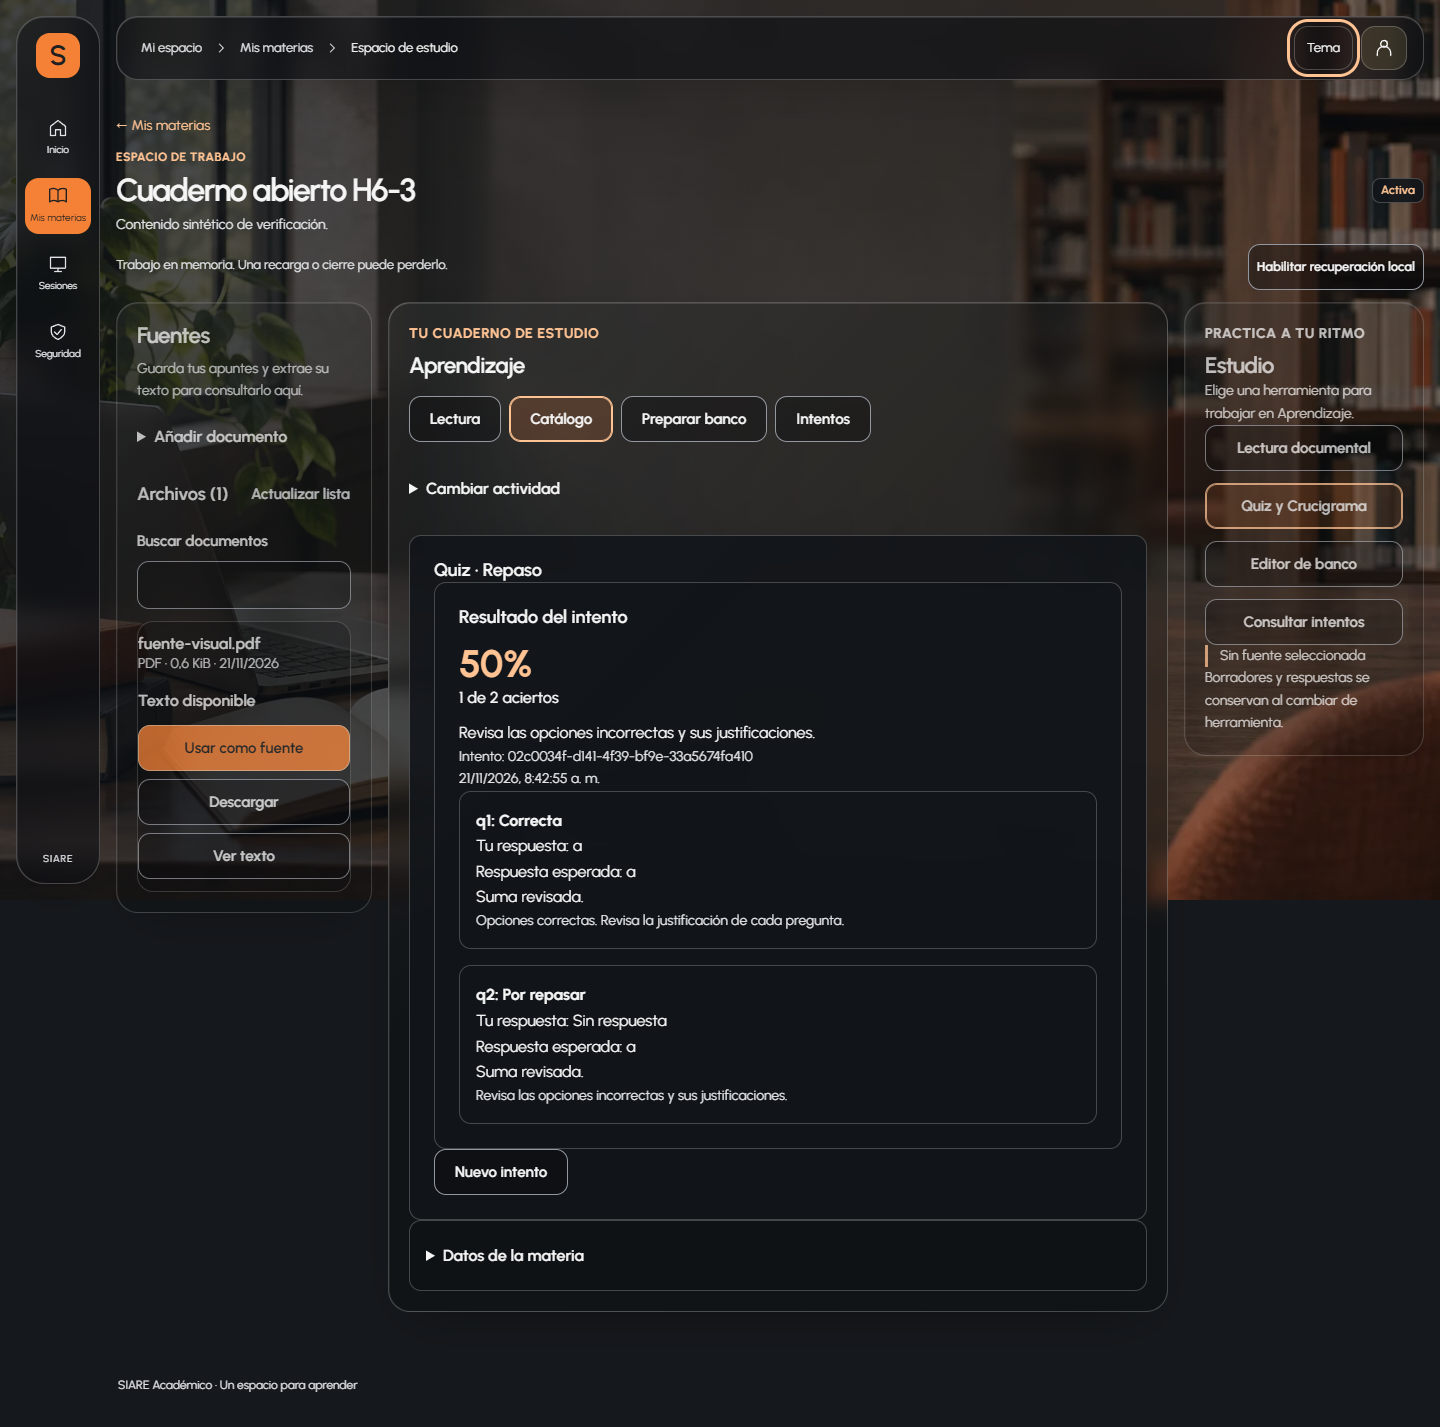 S
Inicio
Mis materias
Sesiones
Seguridad
SIARE
Mi espacio > Mis materias > Espacio de estudio
Tema
← Mis materias
ESPACIO DE TRABAJO
Cuaderno abierto H6-3
Activa
Contenido sintético de verificación.
Trabajo en memoria. Una recarga o cierre puede perderlo.
Habilitar recuperación local
Fuentes
Guarda tus apuntes y extrae su
texto para consultarlo aquí.
Añadir documento
Archivos (1) Actualizar lista
Buscar documentos
fuente-visual.pdf
PDF · 0,6 KiB · 21/11/2026
Texto disponible
Usar como fuente
Descargar
Ver texto
TU CUADERNO DE ESTUDIO
Aprendizaje
Lectura Catálogo Preparar banco Intentos
Cambiar actividad
Quiz · Repaso
Resultado del intento
50%
1 de 2 aciertos
Revisa las opciones incorrectas y sus justificaciones.
Intento: 02c0034f-d141-4f39-bf9e-33a5674fa410
21/11/2026, 8:42:55 a. m.
q1: Correcta
Tu respuesta: a
Respuesta esperada: a
Suma revisada.
Opciones correctas. Revisa la justificación de cada pregunta.
q2: Por repasar
Tu respuesta: Sin respuesta
Respuesta esperada: a
Suma revisada.
Revisa las opciones incorrectas y sus justificaciones.
Nuevo intento
Datos de la materia
PRACTICA A TU RITMO
Estudio
Elige una herramienta para
trabajar en Aprendizaje.
Lectura documental
Quiz y Crucigrama
Editor de banco
Consultar intentos
Sin fuente seleccionada
Borradores y respuestas se
conservan al cambiar de
herramienta.
SIARE Académico · Un espacio para aprender